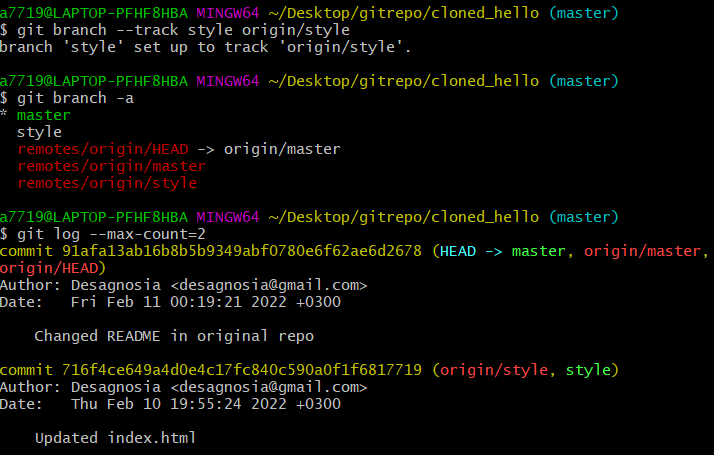 a7719@LAPTOP-PFHF8HBA MINGW64 ~/Desktop/gitrepo/cloned_hello (master)
$ git branch --track style origin/style
branch 'style' set up to track 'origin/style'.
a7719@LAPTOP-PFHF8HBA MINGW64 ~/Desktop/gitrepo/cloned_hello (master)
$ git branch -a
* master
  style
  remotes/origin/HEAD -> origin/master
  remotes/origin/master
  remotes/origin/style
a7719@LAPTOP-PFHF8HBA MINGW64 ~/Desktop/gitrepo/cloned_hello (master)
$ git log --max-count=2
commit 91afa13ab16b8b5b9349abf0780e6f62ae6d2678 (HEAD -> master, origin/master,
origin/HEAD)
Author: Desagnosia <desagnosia@gmail.com>
Date:   Fri Feb 11 00:19:21 2022 +0300
    Changed README in original repo
commit 716f4ce649a4d0e4c17fc840c590a0f1f6817719 (origin/style, style)
Author: Desagnosia <desagnosia@gmail.com>
Date:   Thu Feb 10 19:55:24 2022 +0300
    Updated index.html